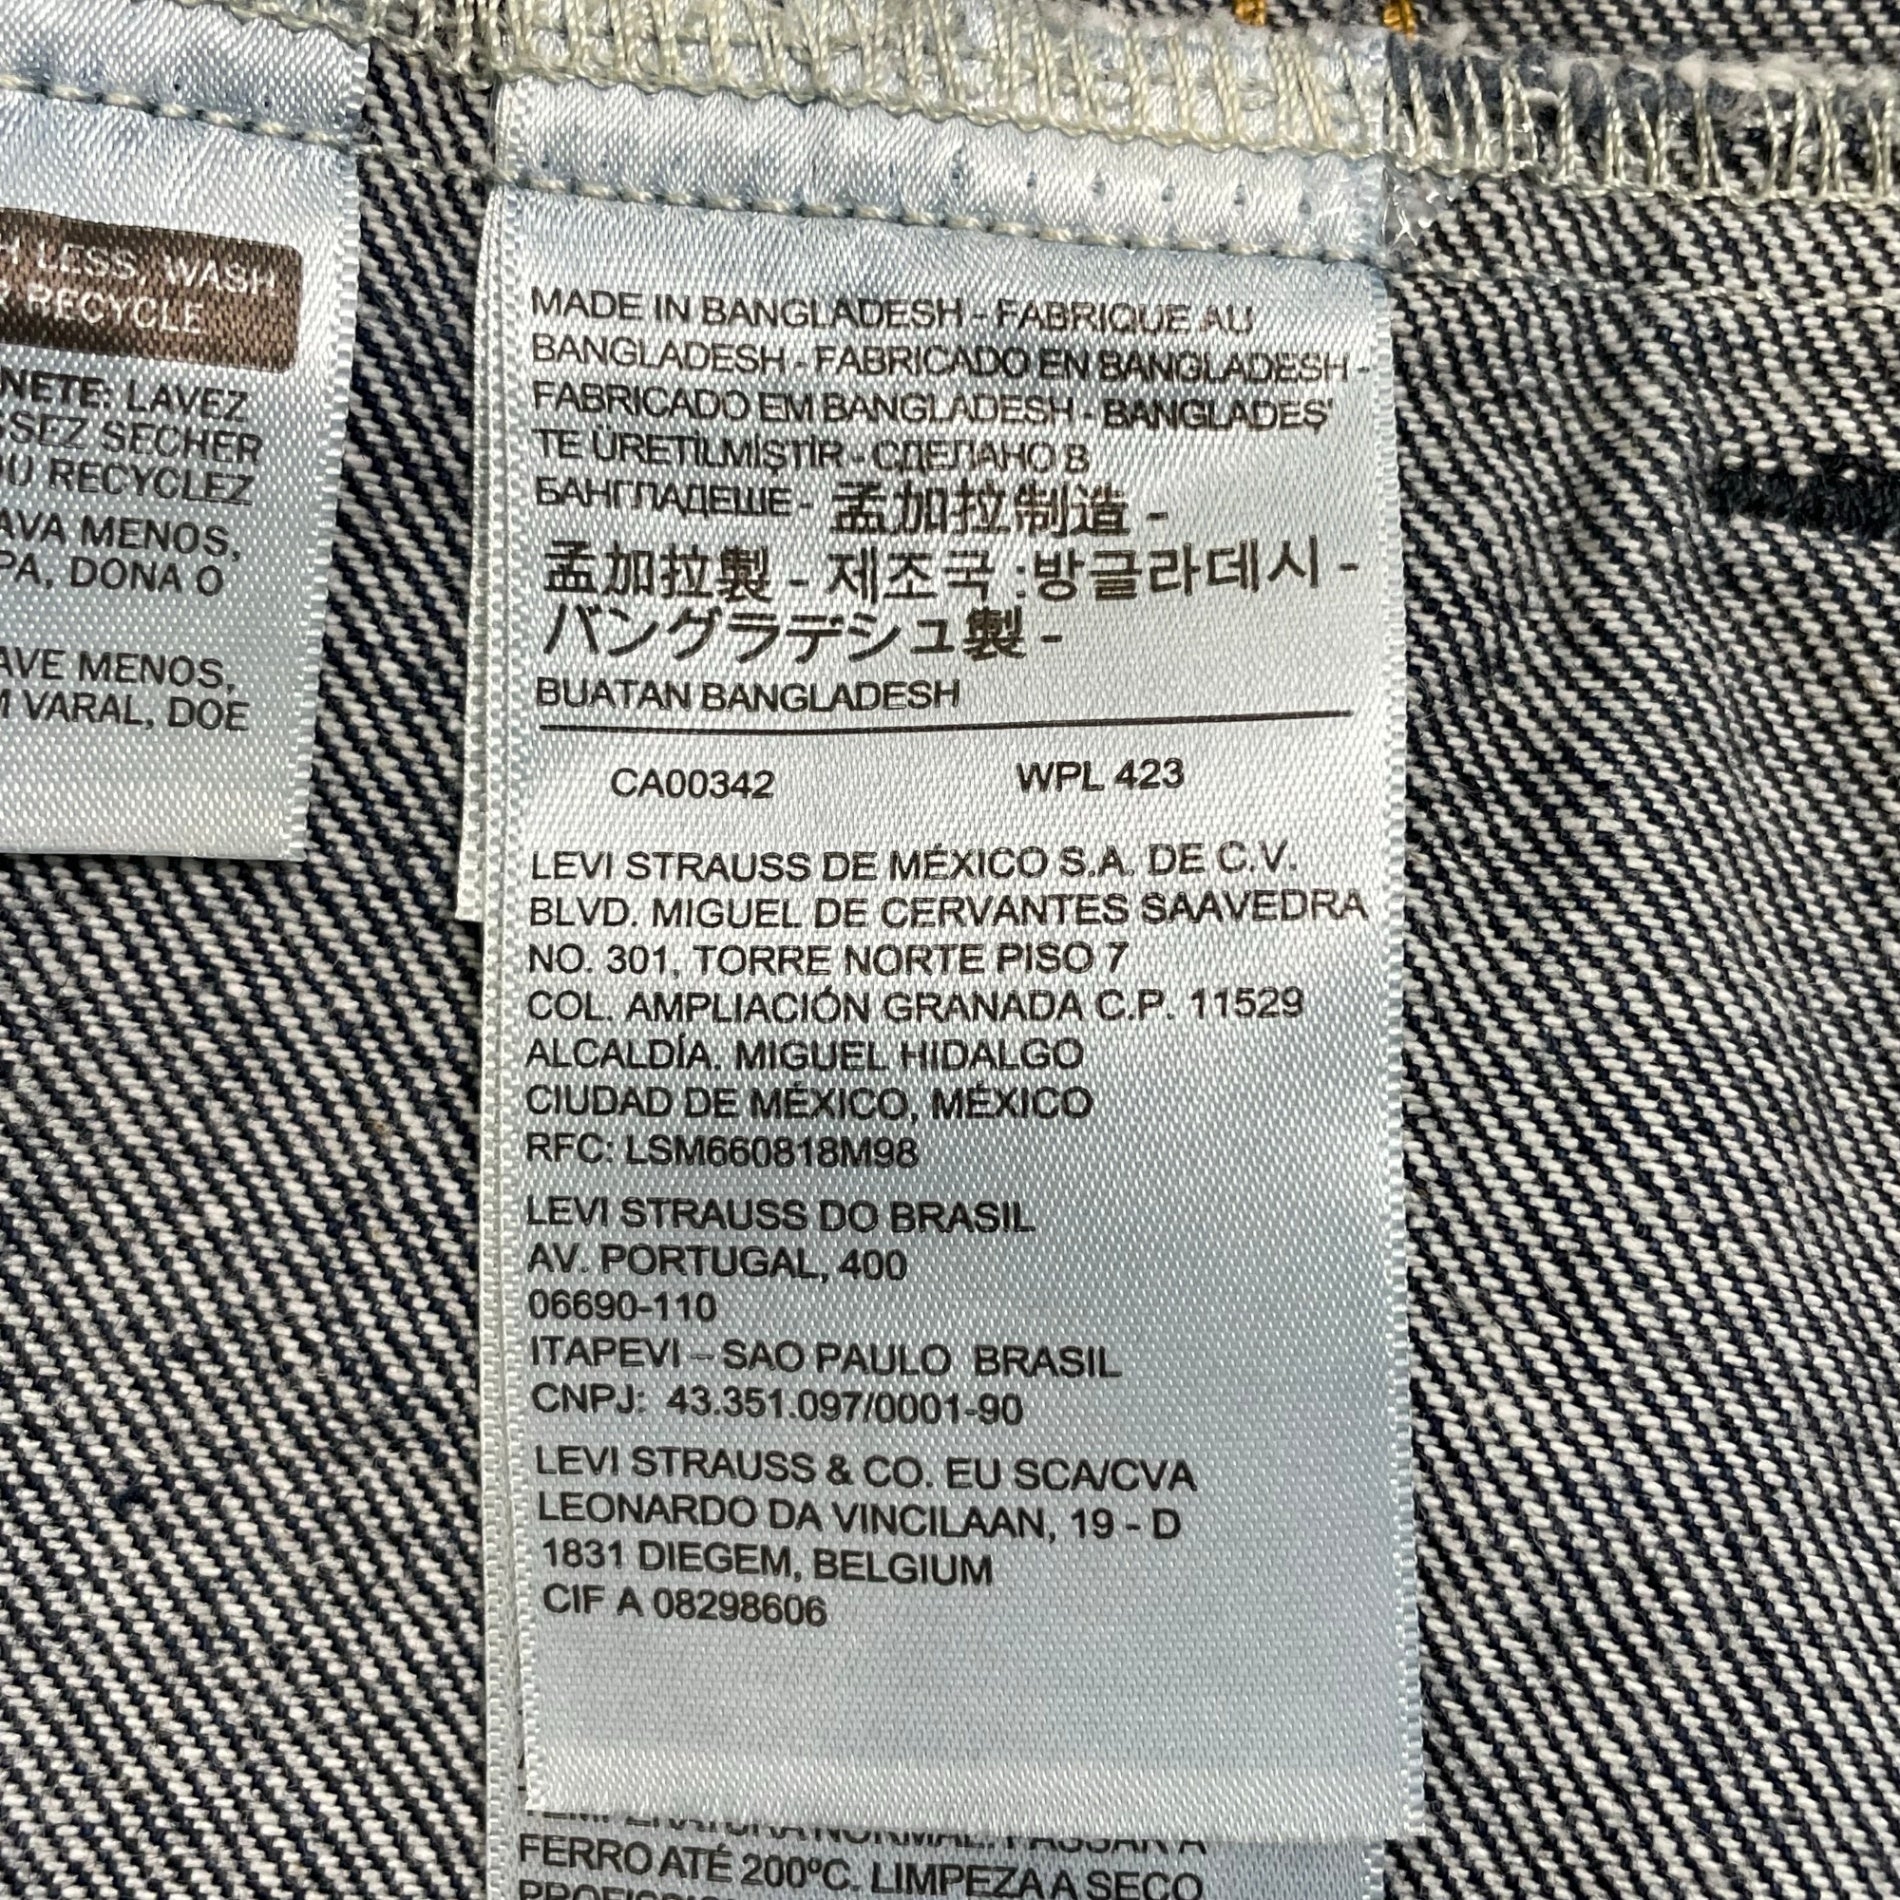 LESS, WASH
RECYCLE
LAVEZ
SECHER
RECYCLEZ
MENOS,
DONA O
MENOS,
VARAL, DOE
MADE IN BANGLADESH - FABRIQUE AU
BANGLADESH - FABRICADO EN BANGLADESH -
FABRICADO EM BANGLADESH - BANGLADEŞ'
TE ÜRETİLMİŞTİR - СДЕЛАНО В
БАНГЛАДЕШЕ - 孟加拉制造 -
孟加拉製 - 제조국 :방글라데시 -
バングラデシュ製 -
BUATAN BANGLADESH
CA00342 WPL 423
LEVI STRAUSS DE MÉXICO S.A. DE C.V.
BLVD. MIGUEL DE CERVANTES SAAVEDRA
NO. 301, TORRE NORTE PISO 7
COL. AMPLIACIÓN GRANADA C.P. 11529
ALCALDÍA. MIGUEL HIDALGO
CIUDAD DE MÉXICO, MÉXICO
RFC: LSM660818M98
LEVI STRAUSS DO BRASIL
AV. PORTUGAL, 400
06690-110
ITAPEVI – SAO PAULO BRASIL
CNPJ: 43.351.097/0001-90
LEVI STRAUSS & CO. EU SCA/CVA
LEONARDO DA VINCILAAN, 19 - D
1831 DIEGEM, BELGIUM
CIF A 08298606
FERRO ATÉ 200ºC. LIMPEZA A SECO